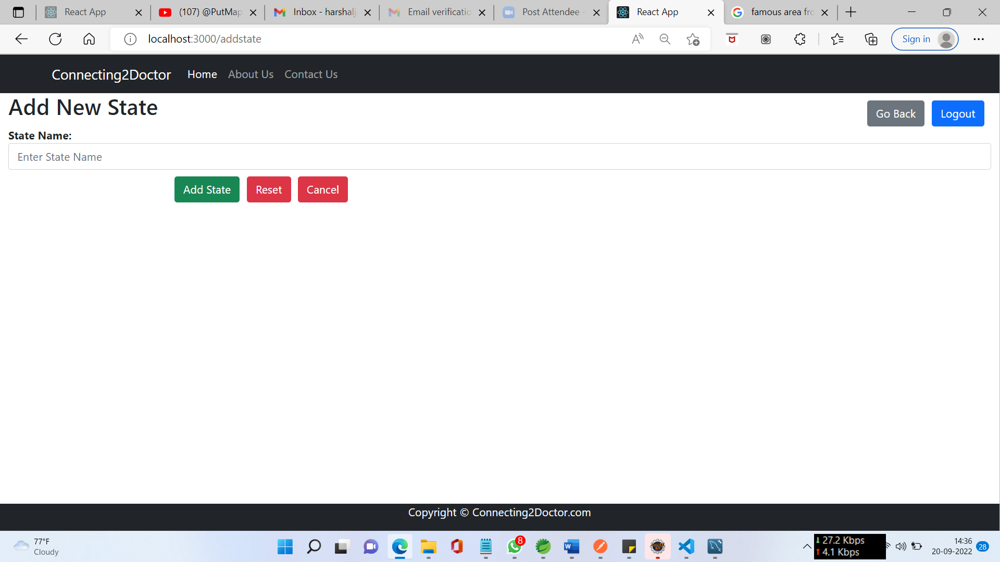 React App
(107) @PutMap
Inbox - harshalj
Email verificatio
Post Attendee -
React App
famous area fro
localhost:3000/addstate
Sign in
Connecting2Doctor Home About Us Contact Us
Add New State
Go Back Logout
State Name:
Enter State Name
Add State Reset Cancel
Copyright © Connecting2Doctor.com
77°F
Cloudy
8
27.2 Kbps
4.1 Kbps
14:36
20-09-2022
28